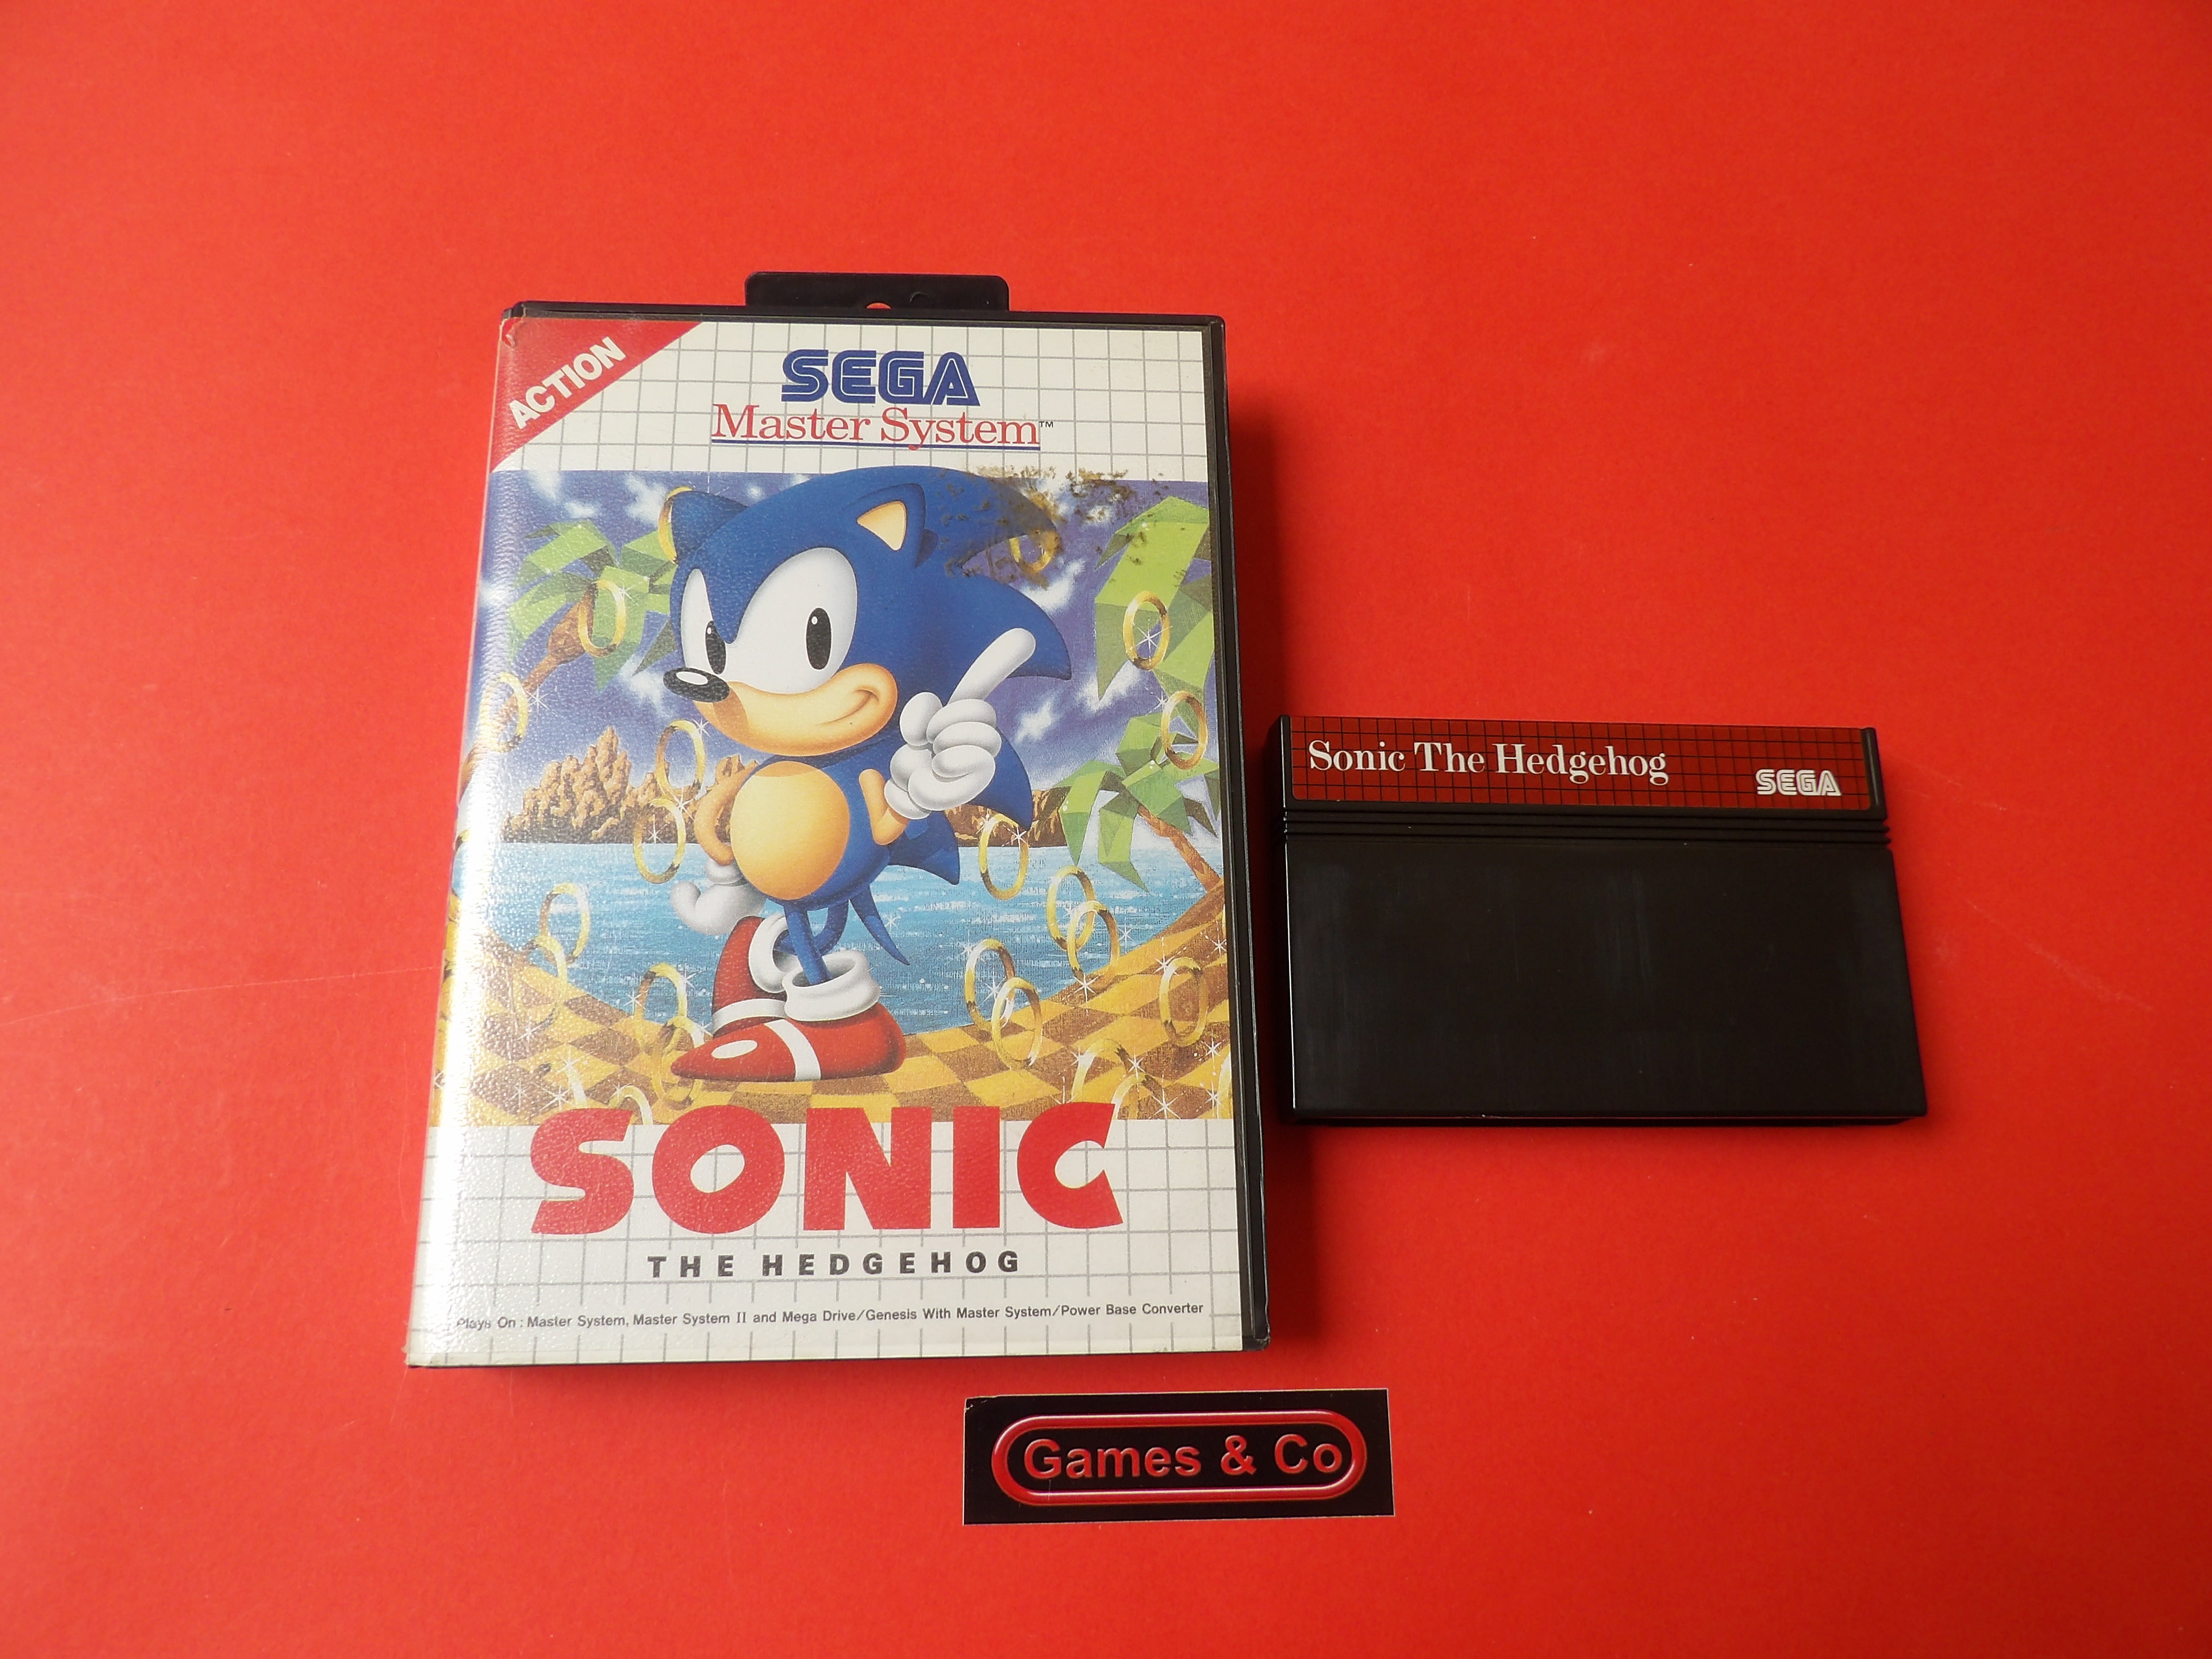 ACTION
SEGA
Master System™
SONIC
THE HEDGEHOG
Plays On : Master System, Master System II and Mega Drive/Genesis With Master System/Power Base Converter
Sonic The Hedgehog
SEGA
Games & Co